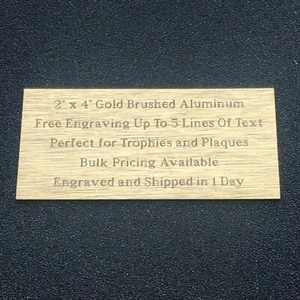 2" x 4" Gold Brushed Aluminum
Free Engraving Up To 5 Lines Of Text
Perfect for Trophies and Plaques
Bulk Pricing Available
Engraved and Shipped in 1 Day